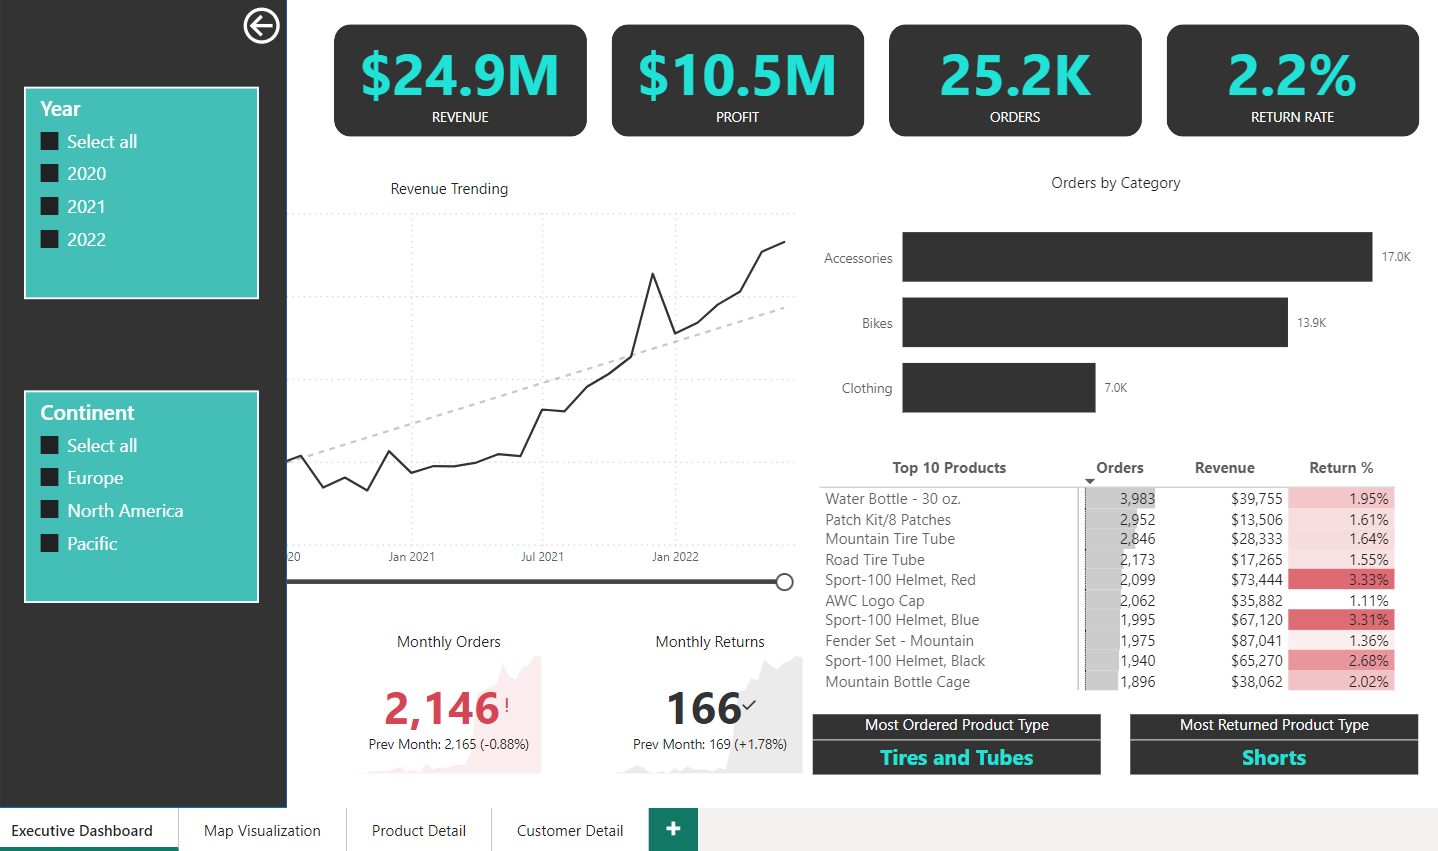 Year
Select all
2020
2021
2022
Continent
Select all
Europe
North America
Pacific
$24.9M
REVENUE
$10.5M
PROFIT
25.2K
ORDERS
2.2%
RETURN RATE
Revenue Trending
20 Jan 2021 Jul 2021 Jan 2022
Orders by Category
Accessories 17.0K
Bikes 13.9K
Clothing 7.0K
Monthly Orders
2,146!
Prev Month: 2,165 (-0.88%)
Monthly Returns
166
Prev Month: 169 (+1.78%)
Top 10 Products Orders Revenue Return %
Water Bottle - 30 oz. 3,983 $39,755 1.95%
Patch Kit/8 Patches 2,952 $13,506 1.61%
Mountain Tire Tube 2,846 $28,333 1.64%
Road Tire Tube 2,173 $17,265 1.55%
Sport-100 Helmet, Red 2,099 $73,444 3.33%
AWC Logo Cap 2,062 $35,882 1.11%
Sport-100 Helmet, Blue 1,995 $67,120 3.31%
Fender Set - Mountain 1,975 $87,041 1.36%
Sport-100 Helmet, Black 1,940 $65,270 2.68%
Mountain Bottle Cage 1,896 $38,062 2.02%
Most Ordered Product Type
Tires and Tubes
Most Returned Product Type
Shorts
Executive Dashboard Map Visualization Product Detail Customer Detail +